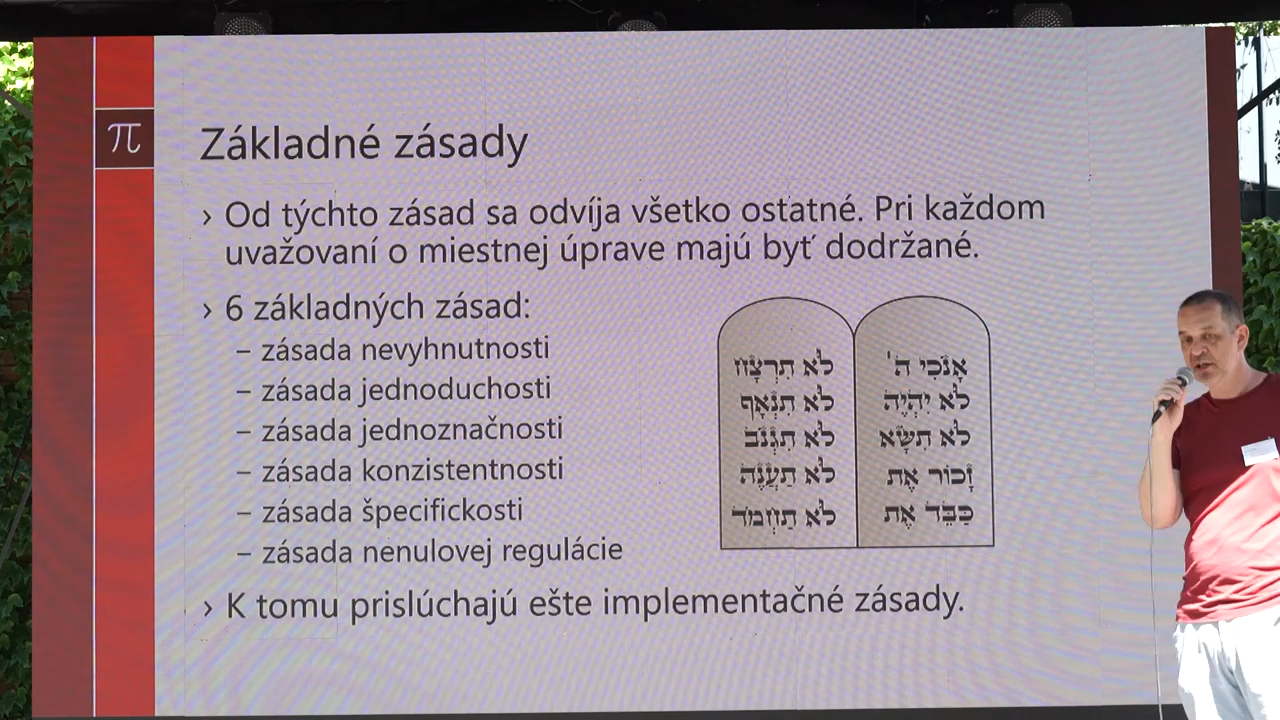 π
Základné zásady
› Od týchto zásad sa odvíja všetko ostatné. Pri každom
uvažovaní o miestnej úprave majú byť dodržané.
› 6 základných zásad:
– zásada nevyhnutnosti
– zásada jednoduchosti
– zásada jednoznačnosti
– zásada konzistentnosti
– zásada špecifickosti
– zásada nenulovej regulácie
אָנֹכִי ה'
לֹא יִהְיֶה
לֹא תִשָּׂא
זָכוֹר אֶת
כַּבֵּד אֶת
לֹא תִרְצָח
לֹא תִנְאָף
לֹא תִגְנֹב
לֹא תַעֲנֶה
לֹא תַחְמֹד
› K tomu prislúchajú ešte implementačné zásady.